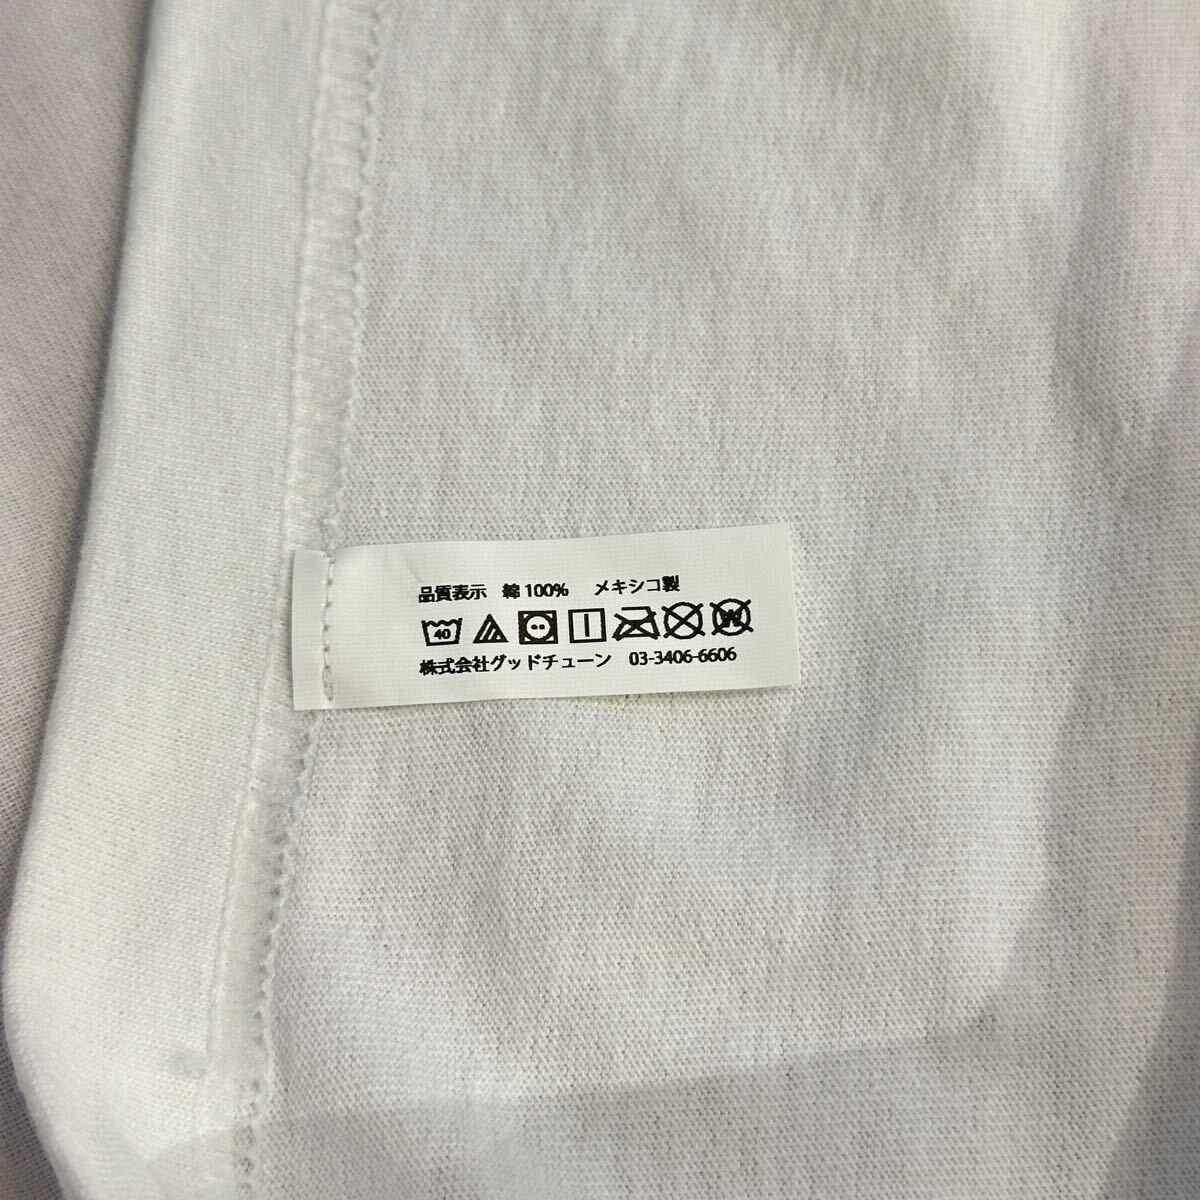 品質表示 綿100% メキシコ製
40 W
株式会社グッドチューン 03-3406-6606